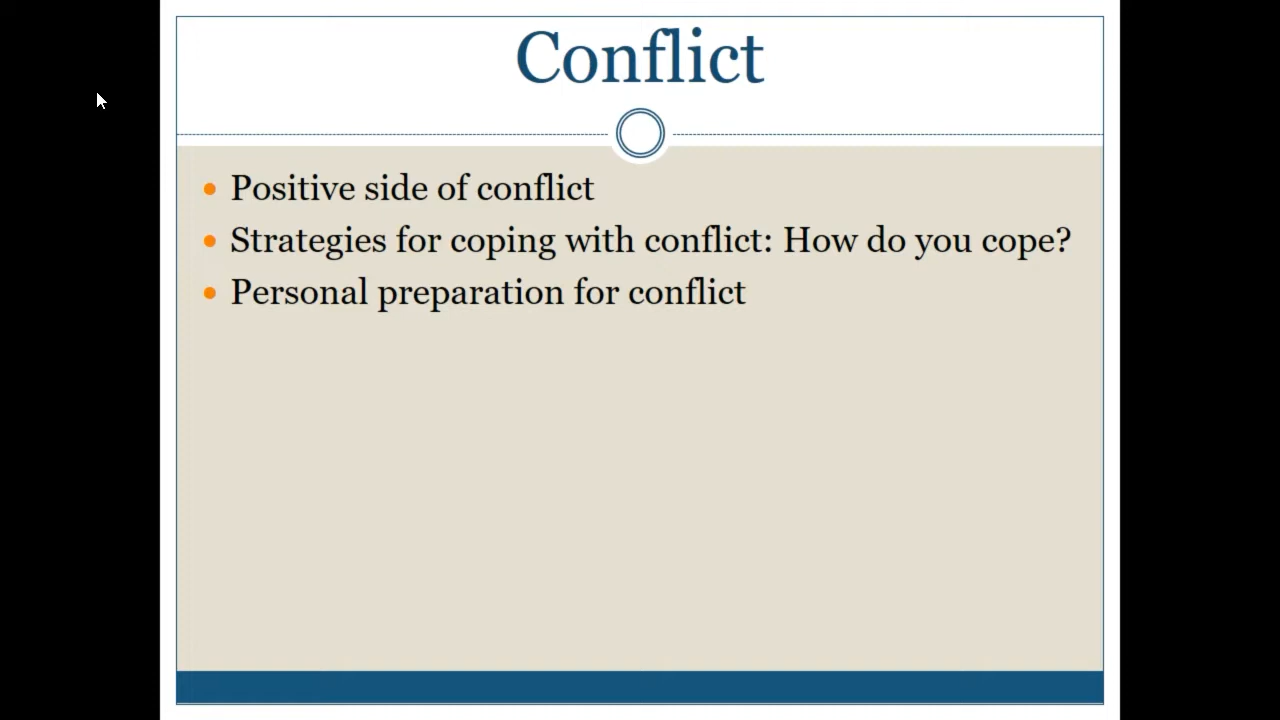 Conflict
Positive side of conflict
Strategies for coping with conflict: How do you cope?
Personal preparation for conflict